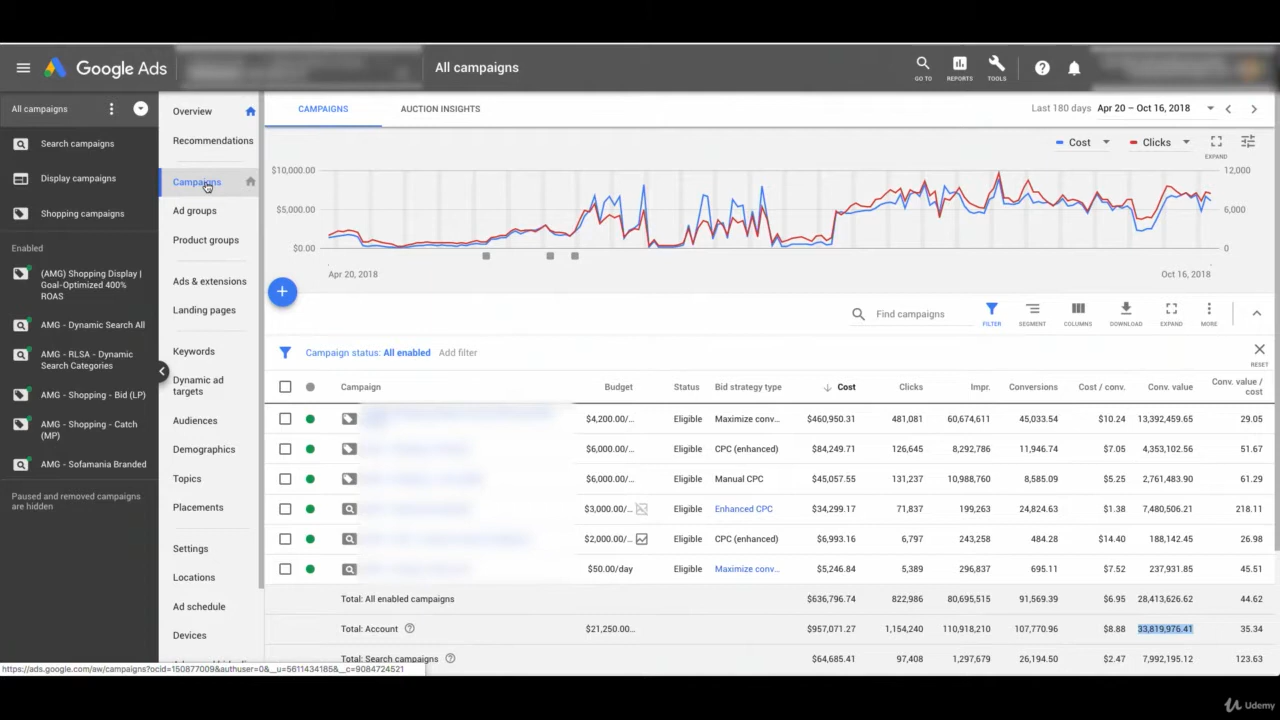 Google Ads
All campaigns
GO TO
REPORTS
TOOLS
All campaigns
Search campaigns
Display campaigns
Shopping campaigns
Enabled
(AMG) Shopping Display |
Goal-Optimized 400%
ROAS
AMG - Dynamic Search All
AMG - RLSA - Dynamic
Search Categories
AMG - Shopping - Bid (LP)
AMG - Shopping - Catch
(MP)
AMG - Sofamania Branded
Paused and removed campaigns
are hidden
Overview
Recommendations
Campaigns
Ad groups
Product groups
Ads & extensions
Landing pages
Keywords
Dynamic ad
targets
Audiences
Demographics
Topics
Placements
Settings
Locations
Ad schedule
Devices
CAMPAIGNS AUCTION INSIGHTS
Last 180 days Apr 20 – Oct 16, 2018
Cost Clicks
EXPAND
$10,000.00 12,000
$5,000.00 6,000
$0.00 0
Apr 20, 2018 Oct 16, 2018
Find campaigns
FILTER SEGMENT COLUMNS DOWNLOAD EXPAND MORE
Campaign status: All enabled Add filter
RESET
Campaign Budget Status Bid strategy type Cost Clicks Impr. Conversions Cost / conv. Conv. value Conv. value / cost
$4,200.00/... Eligible Maximize conv... $460,950.31 481,081 60,674,611 45,033.54 $10.24 13,392,459.65 29.05
$6,000.00/... Eligible CPC (enhanced) $84,249.71 126,645 8,292,786 11,946.74 $7.05 4,353,102.56 51.67
$6,000.00/... Eligible Manual CPC $45,057.55 131,237 10,988,760 8,585.09 $5.25 2,761,483.90 61.29
$3,000.00/... Eligible Enhanced CPC $34,299.17 71,837 199,263 24,824.63 $1.38 7,480,506.21 218.11
$2,000.00/... Eligible CPC (enhanced) $6,993.16 6,797 243,258 484.28 $14.40 188,142.45 26.98
$50.00/day Eligible Maximize conv... $5,246.84 5,389 296,836 695.11 $7.52 237,931.85 45.51
Total: All enabled campaigns $636,796.74 822,986 80,695,515 91,569.39 $6.95 28,413,626.62 44.62
Total: Account $21,250.00... $957,071.27 1,154,240 110,918,210 107,770.96 $8.88 33,819,976.41 35.34
Total: Search campaigns $64,685.41 97,408 1,297,679 26,194.50 $2.47 7,992,195.12 123.63
https://ads.google.com/aw/campaigns?ocid=150877009&authuser=0&__u=5611434185&__c=9084724521
Udemy